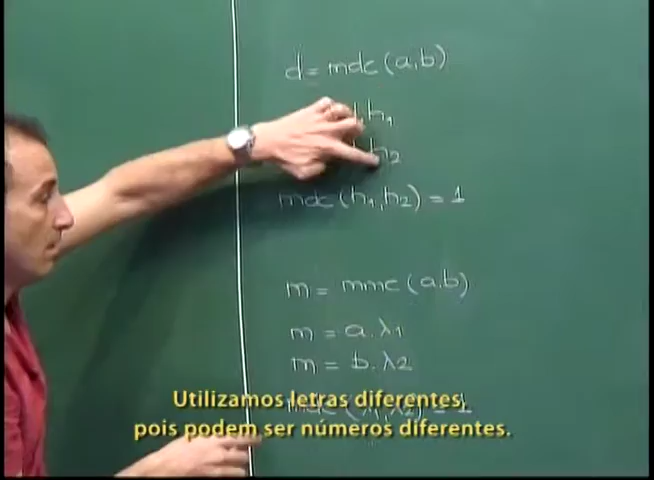 d = mdc (a,b)
h₁
h₂
mdc (h₁, h₂) = 1
m = mmc (a.b)
m = a. λ1
m = b. λ2
mdc (λ1, λ2) = 1
Utilizamos letras diferentes,
pois podem ser números diferentes.